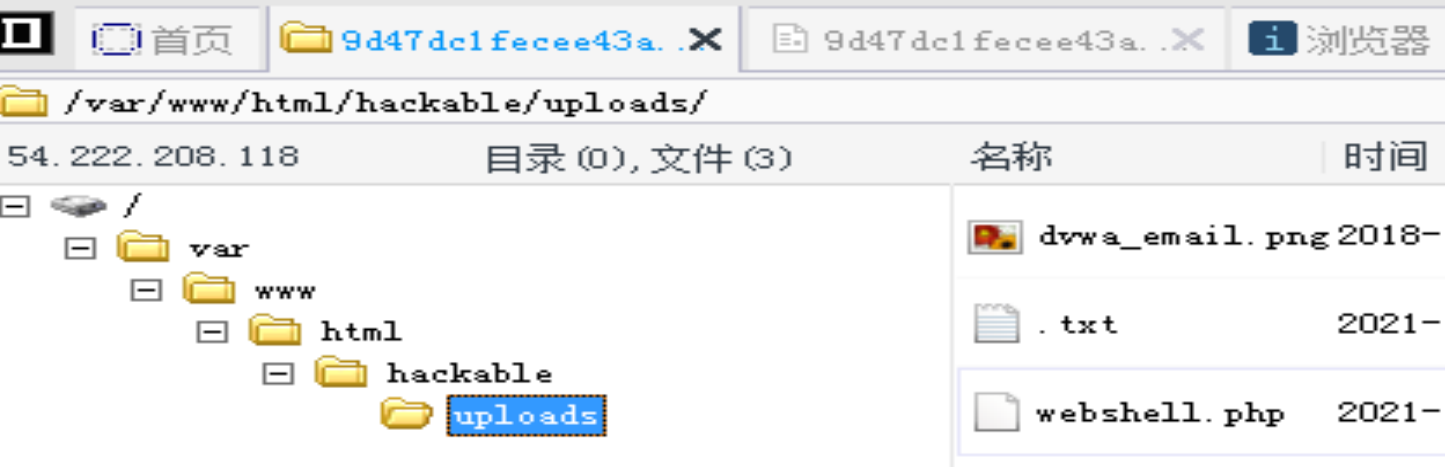 首页 9d47dc1fecee43a. . 9d47dc1fecee43a. . 浏览器
/var/www/html/hackable/uploads/
54.222.208.118 目录(0),文件(3) 名称 时间
/
var
www
html
hackable
uploads
dvwa_email.png 2018-
.txt 2021-
webshell.php 2021-